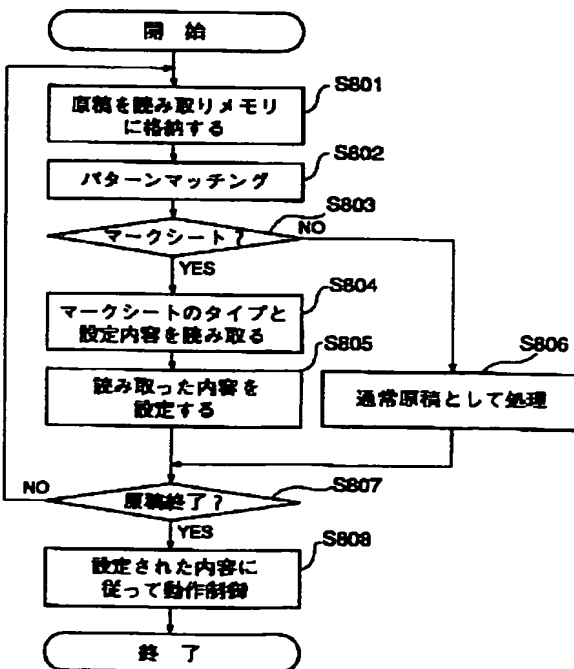 開 始
S801
原稿を読み取りメモリ
に格納する
S802
パターンマッチング
S803
マークシート?
NO
YES
S804
マークシートのタイプと
設定内容を読み取る
S805
読み取った内容を
設定する
S806
通常原稿として処理
S807
原稿終了?
NO
YES
S808
設定された内容に
従って動作制御
終 了